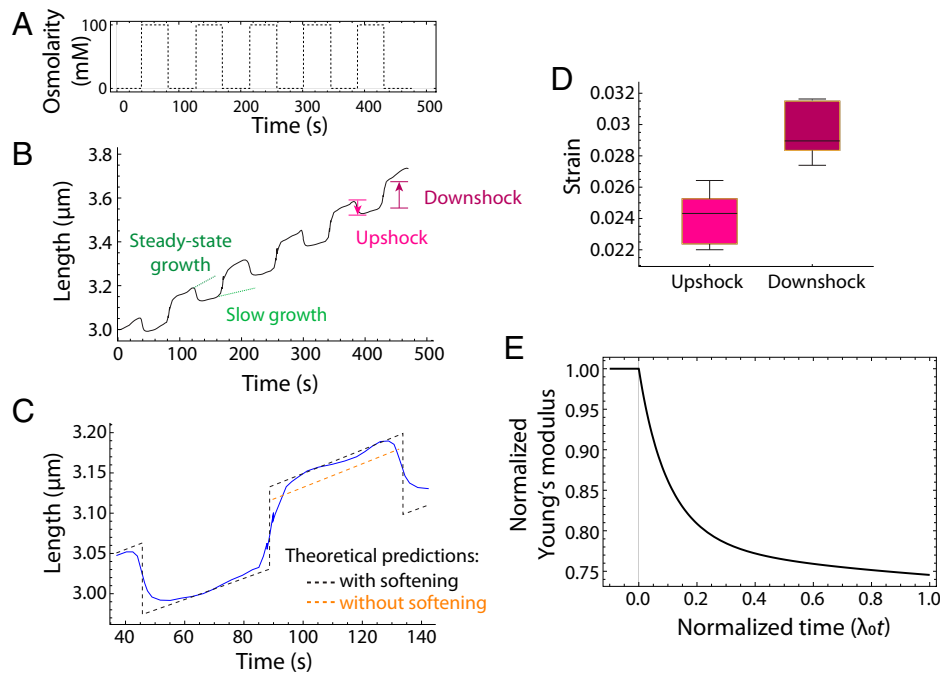 A
Osmolarity
(mM)
100
0
0 100 200 300 400 500
Time (s)
B
Length (µm)
3.8
3.6
3.4
3.2
3.0
Steady-state
growth
Slow growth
Upshock
Downshock
0 100 200 300 400 500
Time (s)
C
Length (µm)
3.20
3.15
3.10
3.05
3.00
Theoretical predictions:
with softening
without softening
40 60 80 100 120 140
Time (s)
D
Strain
0.032
0.03
0.028
0.026
0.024
0.022
Upshock Downshock
E
Normalized
Young's modulus
1.00
0.95
0.90
0.85
0.80
0.75
0.0 0.2 0.4 0.6 0.8 1.0
Normalized time (λ₀t)